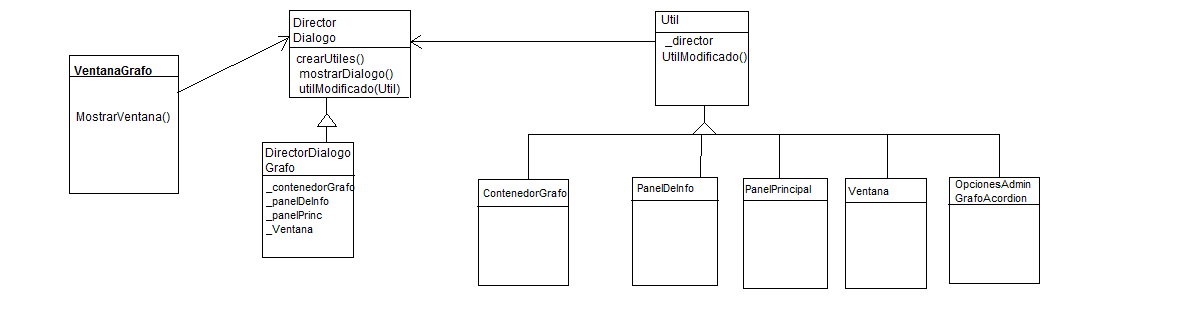 VentanaGrafo
MostrarVentana()
Director
Dialogo
crearUtiles()
mostrarDialogo()
utilModificado(Util)
DirectorDialogo
Grafo
_contenedorGrafo
_panelDeInfo
_panelPrinc
_Ventana
Util
_director
UtilModificado()
ContenedorGrafo
PanelDeInfo
PanelPrincipal
Ventana
OpcionesAdmin
GrafoAcordion